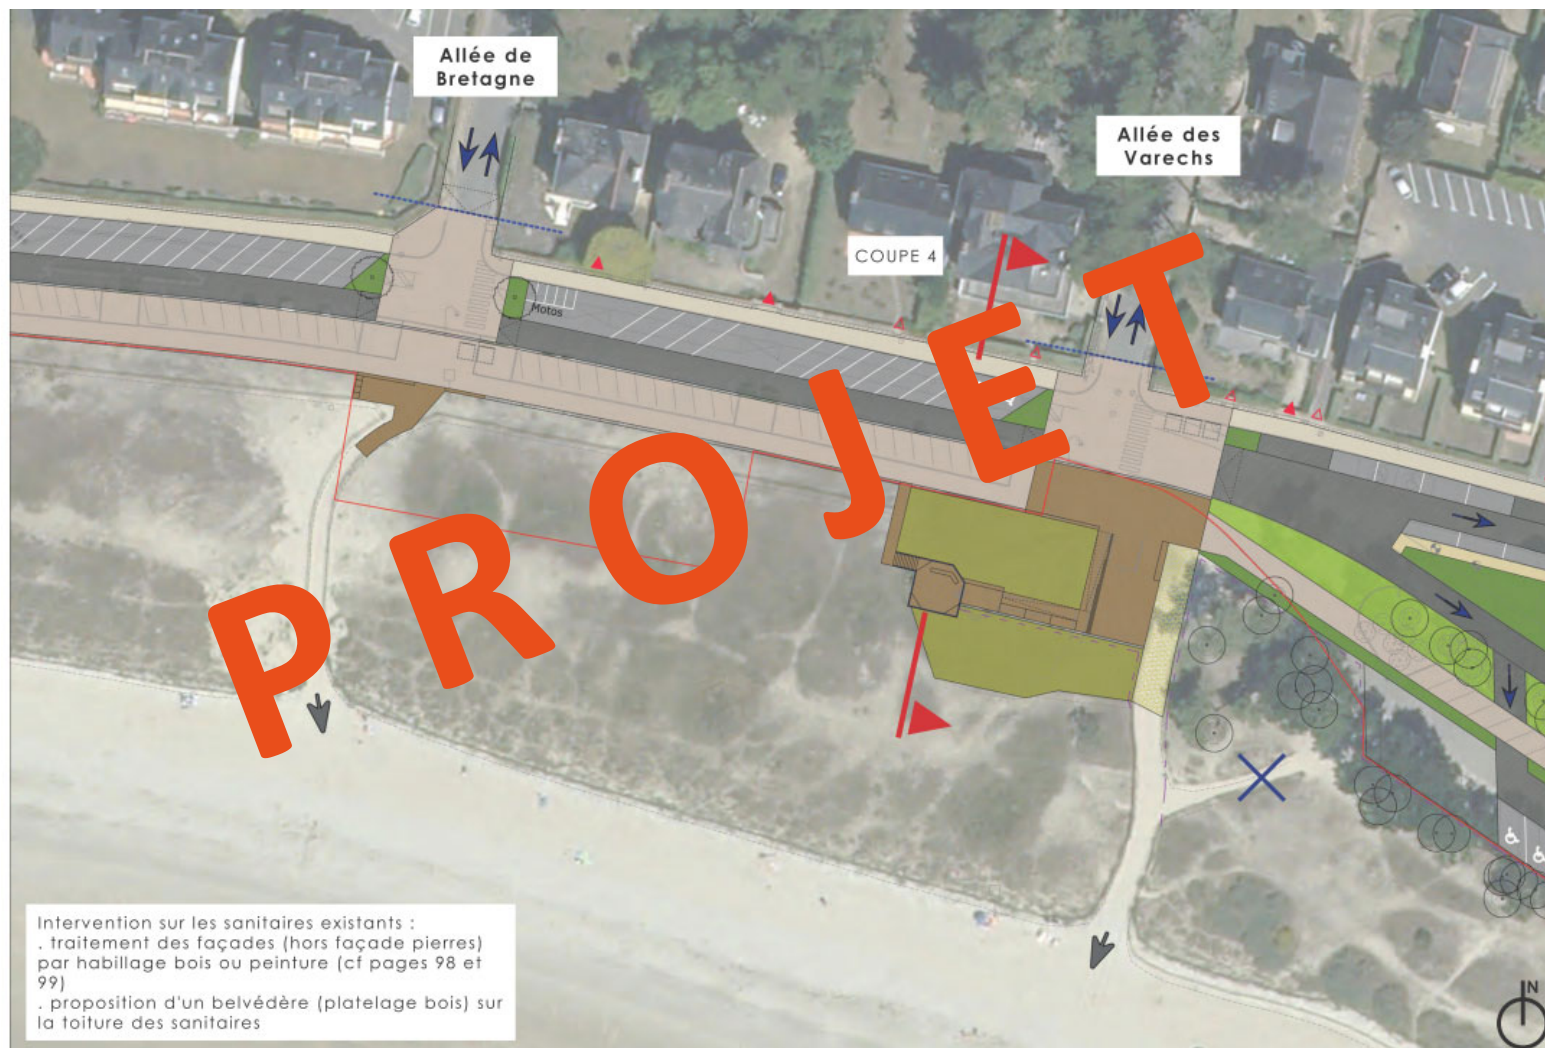 Allée de
Bretagne
Allée des
Varechs
COUPE 4
Motos
PROJET
Intervention sur les sanitaires existants :
. traitement des façades (hors façade pierres)
par habillage bois ou peinture (cf pages 98 et
99)
. proposition d'un belvédère (platelage bois) sur
la toiture des sanitaires
N